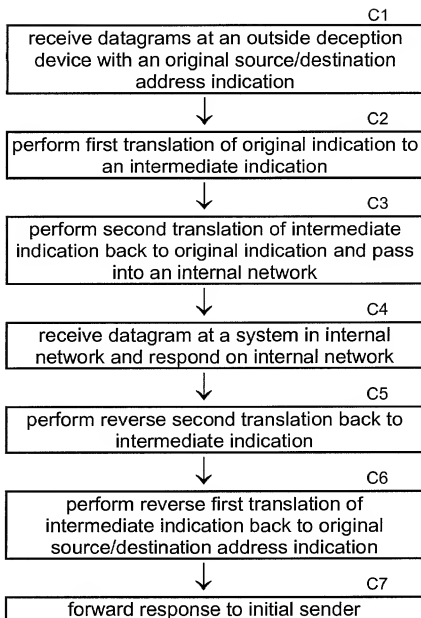 C1
receive datagrams at an outside deception
device with an original source/destination
address indication
C2
perform first translation of original indication to
an intermediate indication
C3
perform second translation of intermediate
indication back to original indication and pass
into an internal network
C4
receive datagram at a system in internal
network and respond on internal network
C5
perform reverse second translation back to
intermediate indication
C6
perform reverse first translation of
intermediate indication back to original
source/destination address indication
C7
forward response to initial sender